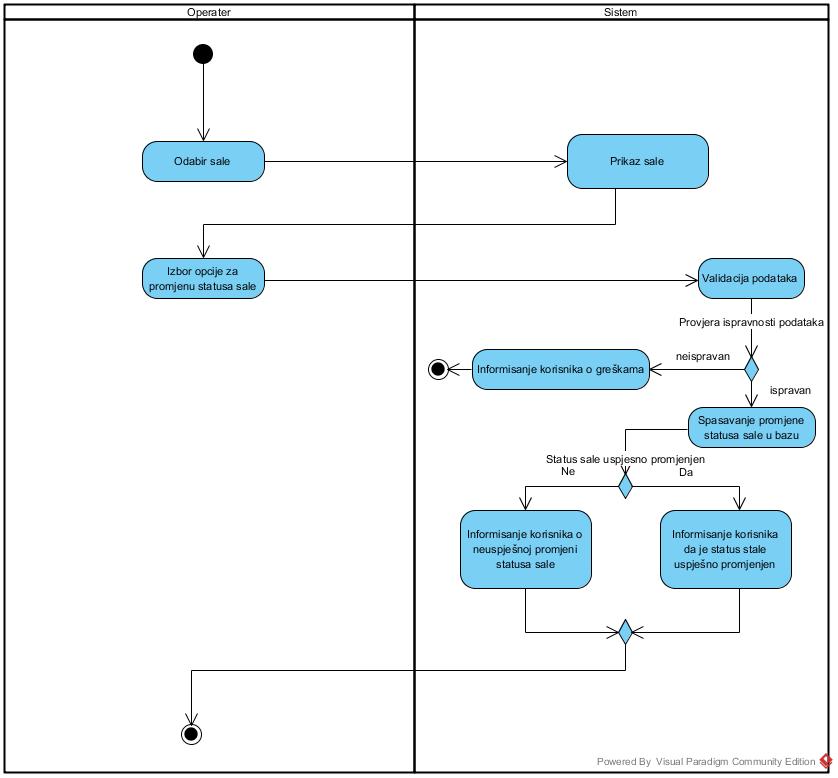 Operater
Sistem
Odabir sale
Prikaz sale
Izbor opcije za
promjenu statusa sale
Validacija podataka
Provjera ispravnosti podataka
neispravan
Informisanje korisnika o greškama
ispravan
Spasavanje promjene
statusa sale u bazu
Status sale uspjesno promjenjen
Ne
Da
Informisanje korisnika o
neuspješnoj promjeni
statusa sale
Informisanje korisnika
da je status stale
uspješno promjenjen
Powered By Visual Paradigm Community Edition